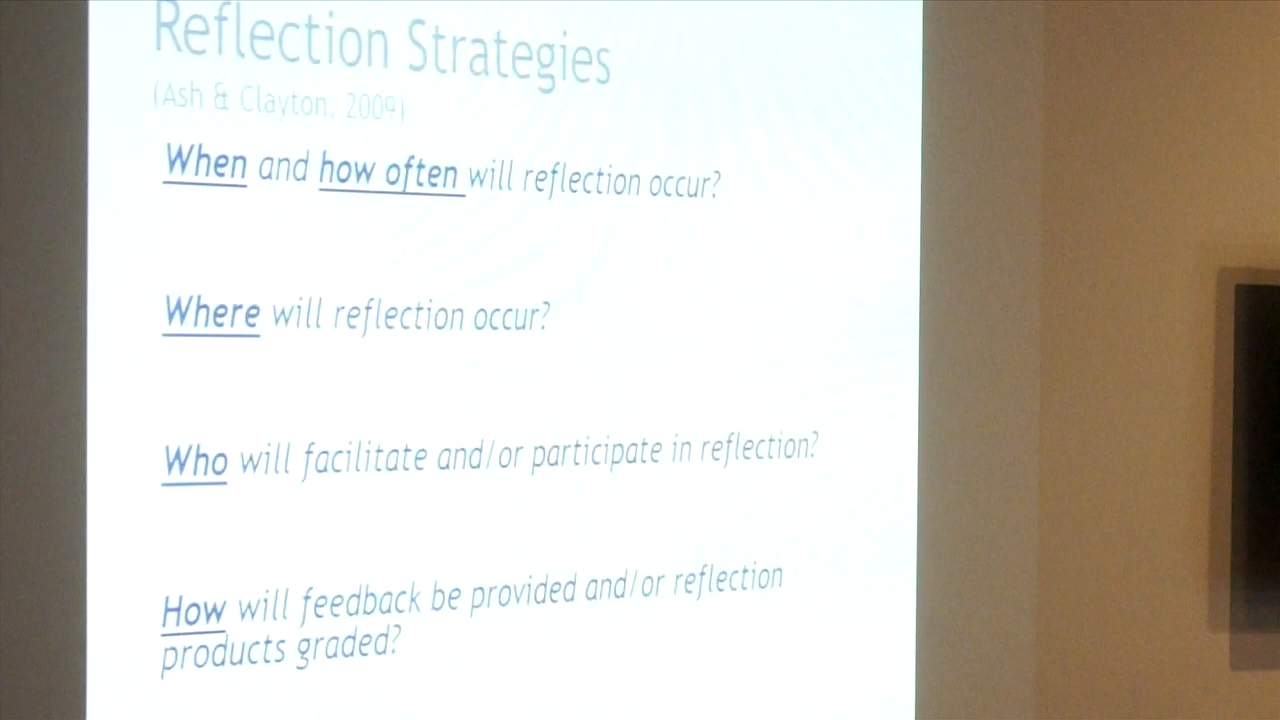 Reflection Strategies
(Ash & Clayton, 2009)
When and how often will reflection occur?
Where will reflection occur?
Who will facilitate and/or participate in reflection?
How will feedback be provided and/or reflection
products graded?